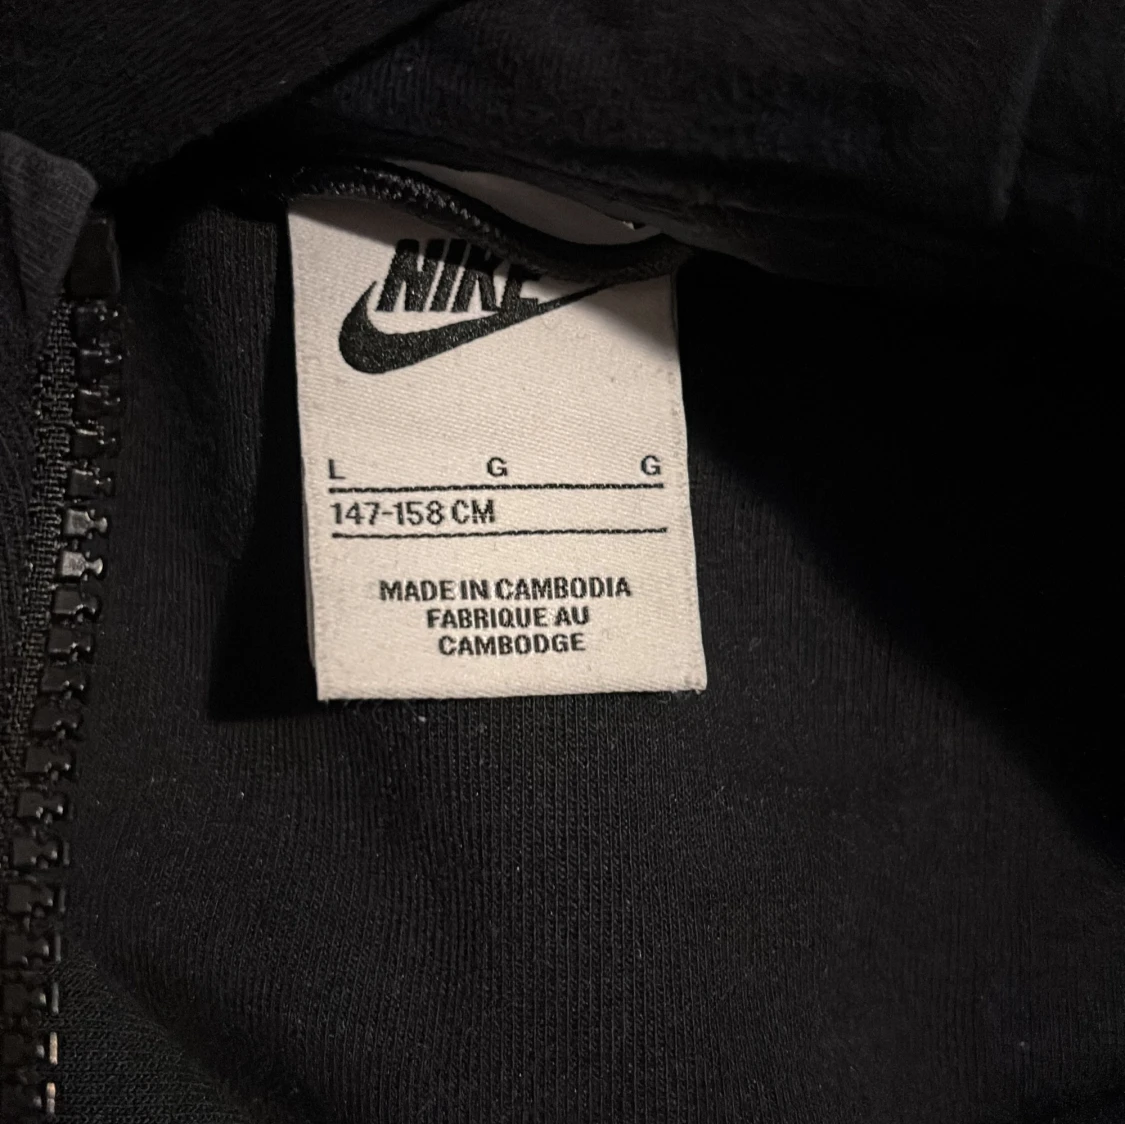 NIKE
L G G
147-158 CM
MADE IN CAMBODIA
FABRIQUE AU
CAMBODGE